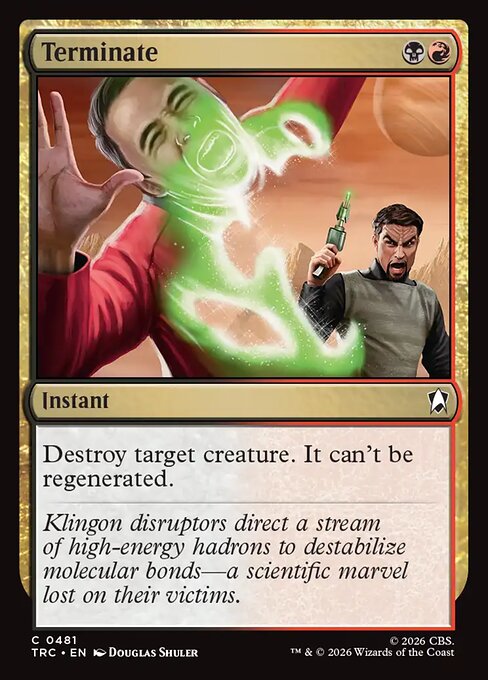 Terminate
Instant
Destroy target creature. It can't be
regenerated.
Klingon disruptors direct a stream
of high-energy hadrons to destabilize
molecular bonds—a scientific marvel
lost on their victims.
C 0481
TRC • EN Douglas Shuler
© 2026 CBS.
™ & © 2026 Wizards of the Coast